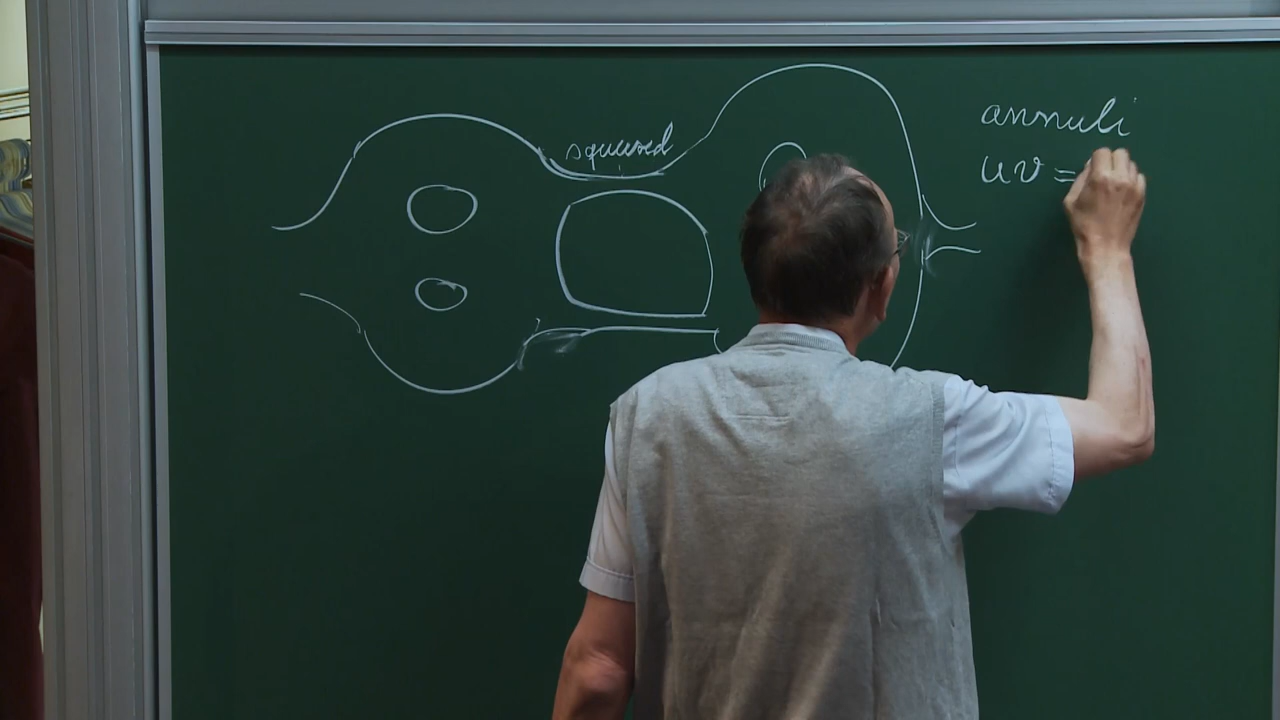 squeezed
annuli
uv =